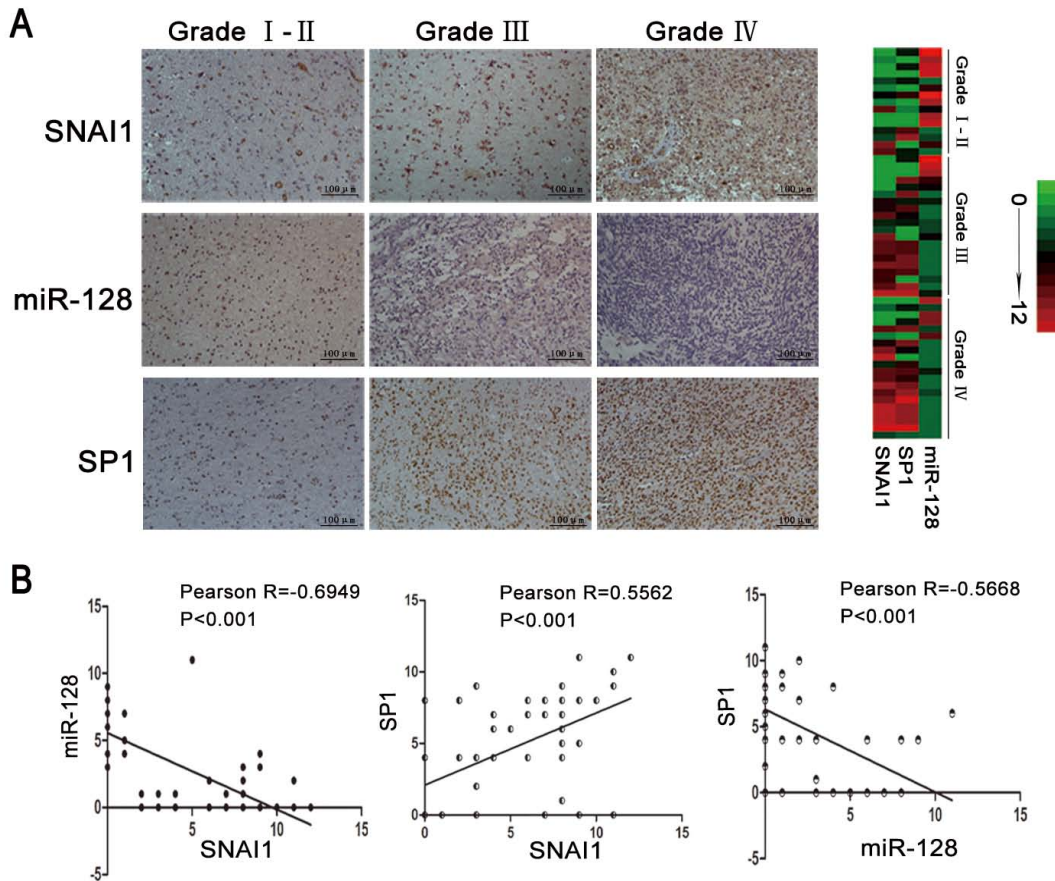 A
Grade Ⅰ-Ⅱ
Grade Ⅲ
Grade Ⅳ
SNAI1
100 μm
100 μm
100 μm
miR-128
100 μm
100 μm
100 μm
SP1
100 μm
100 μm
100 μm
Grade Ⅰ-Ⅱ
Grade Ⅲ
Grade Ⅳ
SNAI1
SP1
miR-128
0
12
B
Pearson R=-0.6949
P<0.001
miR-128
15
10
5
0
-5
5
10
15
SNAI1
Pearson R=0.5562
P<0.001
SP1
15
10
5
0
0
5
10
15
SNAI1
Pearson R=-0.5668
P<0.001
SP1
15
10
5
0
-5
5
10
15
miR-128